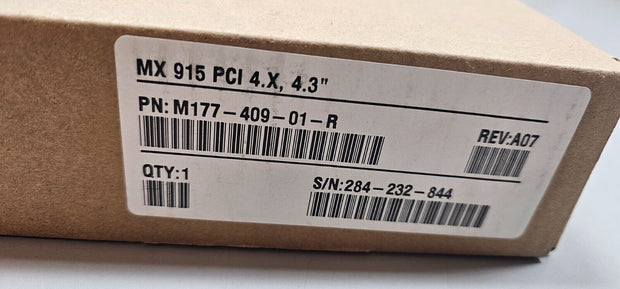 MX 915 PCI 4.X, 4.3"
PN: M177-409-01-R
REV:A07
QTY:1
S/N:284-232-844